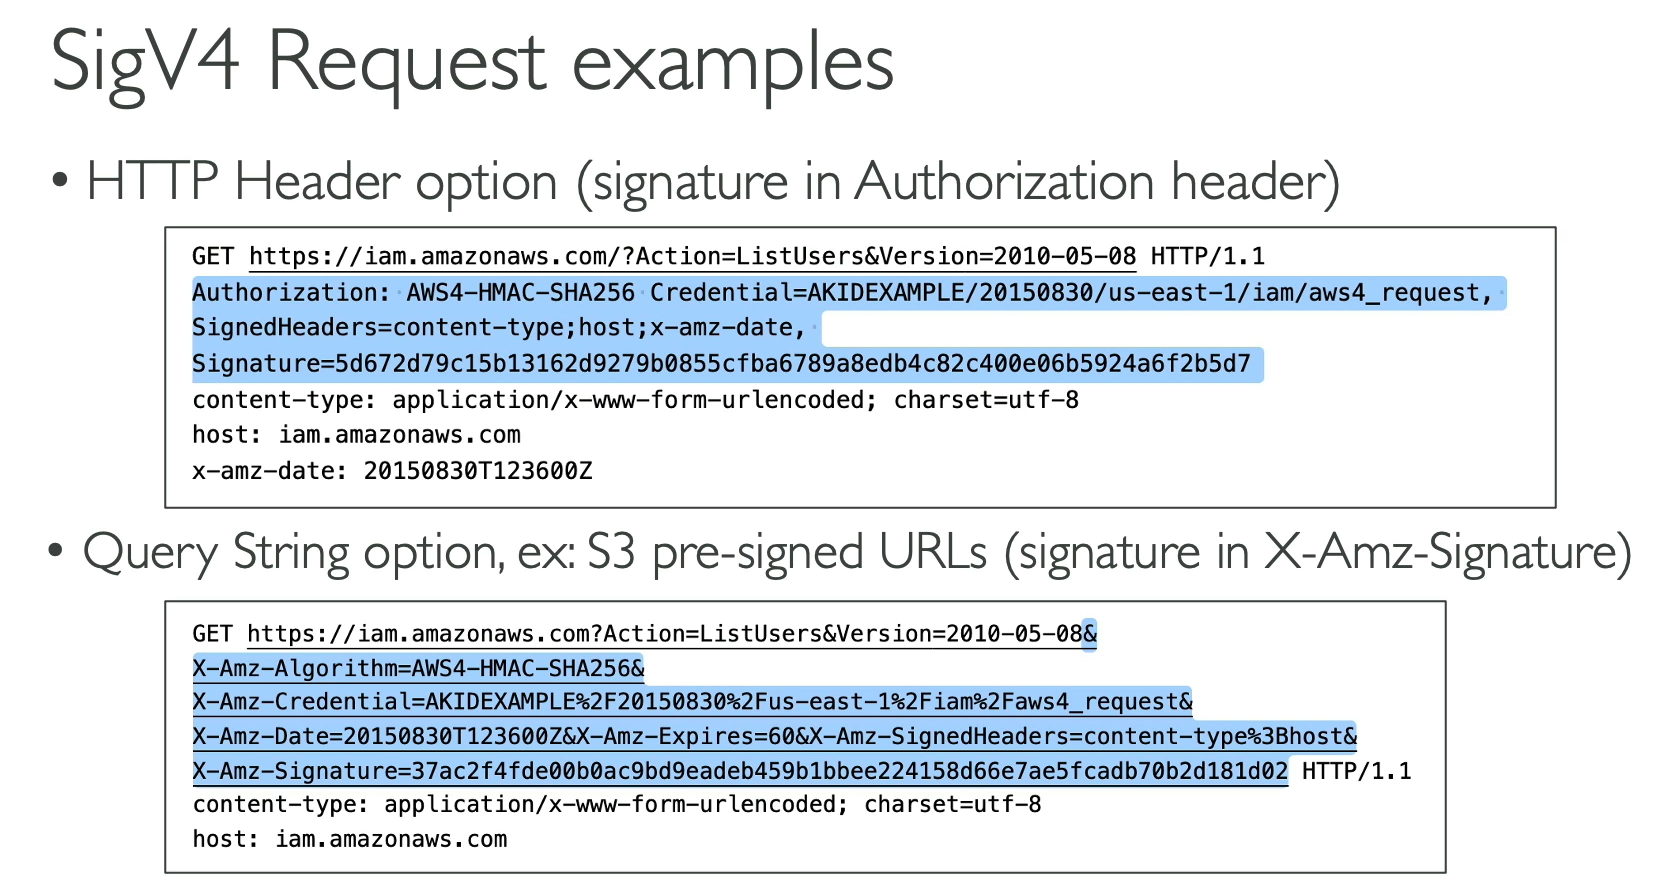 SigV4 Request examples
• HTTP Header option (signature in Authorization header)
GET https://iam.amazonaws.com/?Action=ListUsers&Version=2010-05-08 HTTP/1.1
Authorization: AWS4-HMAC-SHA256 Credential=AKIDEXAMPLE/20150830/us-east-1/iam/aws4_request,
SignedHeaders=content-type;host;x-amz-date,
Signature=5d672d79c15b13162d9279b0855cfba6789a8edb4c82c400e06b5924a6f2b5d7
content-type: application/x-www-form-urlencoded; charset=utf-8
host: iam.amazonaws.com
x-amz-date: 20150830T123600Z
• Query String option, ex: S3 pre-signed URLs (signature in X-Amz-Signature)
GET https://iam.amazonaws.com?Action=ListUsers&Version=2010-05-08&
X-Amz-Algorithm=AWS4-HMAC-SHA256&
X-Amz-Credential=AKIDEXAMPLE%2F20150830%2Fus-east-1%2Fiam%2Faws4_request&
X-Amz-Date=20150830T123600Z&X-Amz-Expires=60&X-Amz-SignedHeaders=content-type%3Bhost&
X-Amz-Signature=37ac2f4fde00b0ac9bd9eadeb459b1bbee224158d66e7ae5fcadb70b2d181d02 HTTP/1.1
content-type: application/x-www-form-urlencoded; charset=utf-8
host: iam.amazonaws.com